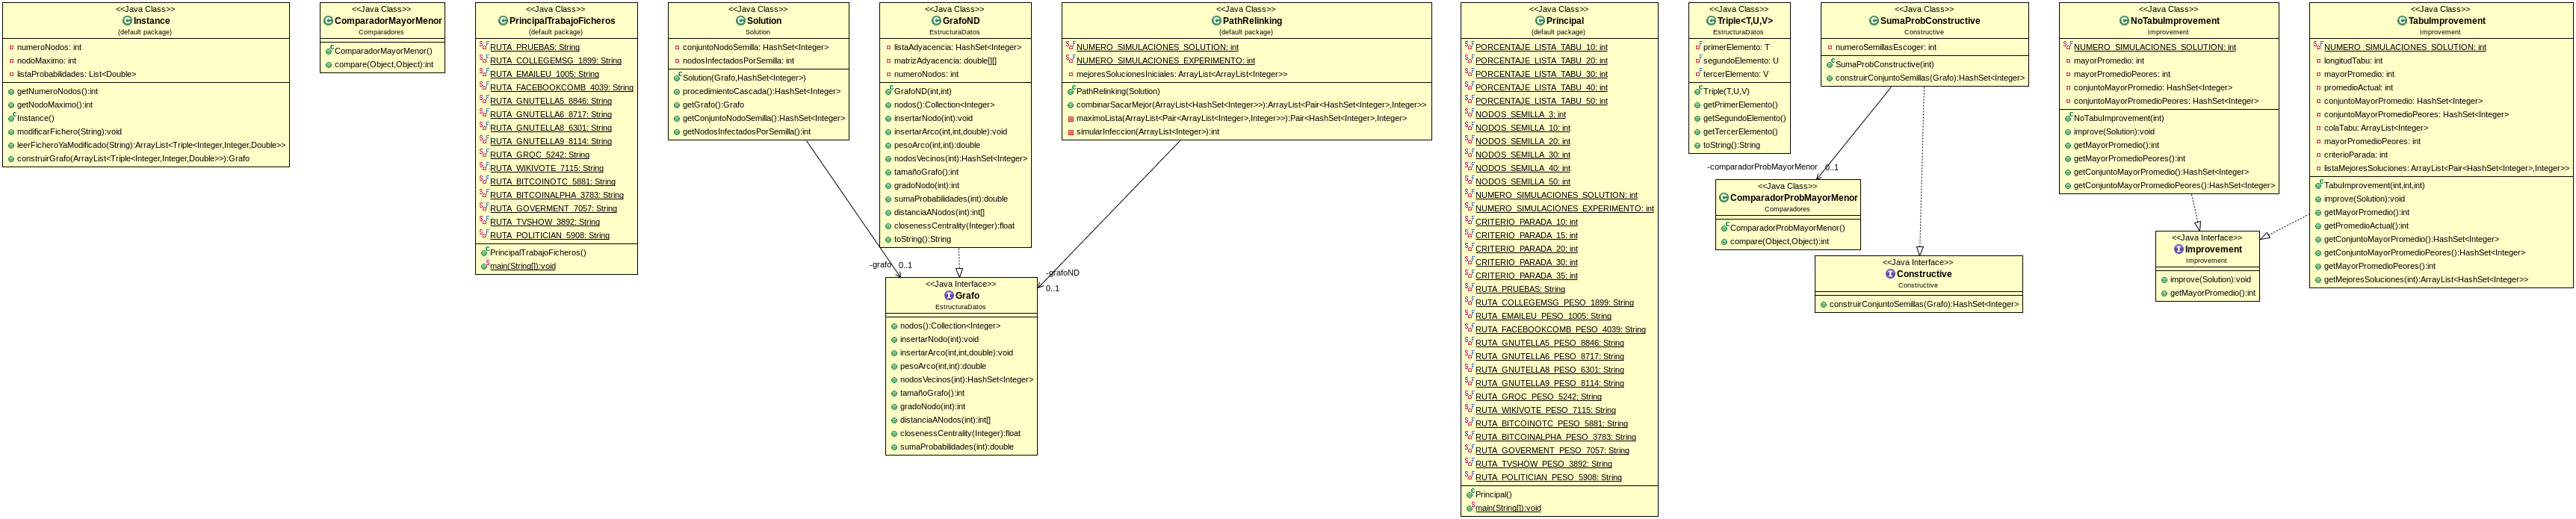 <<Java Class>>
Instance
(default package)
numeroNodos: int
nodoMaximo: int
listaProbabilidades: List<Double>
getNumeroNodos():int
getNodoMaximo():int
Instance()
modificarFichero(String):void
leerFicheroYaModificado(String):ArrayList<Triple<Integer,Integer,Double>>
construirGrafo(ArrayList<Triple<Integer,Integer,Double>>):Grafo
<<Java Class>>
ComparadorMayorMenor
Comparadores
ComparadorMayorMenor()
compare(Object,Object):int
<<Java Class>>
PrincipalTrabajoFicheros
(default package)
RUTA_PRUEBAS: String
RUTA_COLLEGEMSG_1899: String
RUTA_EMAILEU_1005: String
RUTA_FACEBOOKCOMB_4039: String
RUTA_GNUTELLA5_8846: String
RUTA_GNUTELLA6_8717: String
RUTA_GNUTELLA8_6301: String
RUTA_GNUTELLA9_8114: String
RUTA_GRQC_5242: String
RUTA_WIKIVOTE_7115: String
RUTA_BITCOINOTC_5881: String
RUTA_BITCOINALPHA_3783: String
RUTA_GOVERMENT_7057: String
RUTA_TVSHOW_3892: String
RUTA_POLITICIAN_5908: String
PrincipalTrabajoFicheros()
main(String[]):void
<<Java Class>>
Solution
Solution
conjuntoNodoSemilla: HashSet<Integer>
nodosInfectadosPorSemilla: int
Solution(Grafo,HashSet<Integer>)
procedimientoCascada():HashSet<Integer>
getGrafo():Grafo
getConjuntoNodoSemilla():HashSet<Integer>
getNodosInfectadosPorSemilla():int
<<Java Class>>
GrafoND
EstructuraDatos
listaAdyacencia: HashSet<Integer>
matrizAdyacencia: double[][]
numeroNodos: int
GrafoND(int,int)
nodos():Collection<Integer>
insertarNodo(int):void
insertarArco(int,int,double):void
pesoArco(int,int):double
nodosVecinos(int):HashSet<Integer>
tamañoGrafo():int
gradoNodo(int):int
sumaProbabilidades(int):double
distanciaANodos(int):int[]
closenessCentrality(Integer):float
toString():String
<<Java Class>>
PathRelinking
(default package)
NUMERO_SIMULACIONES_SOLUTION: int
NUMERO_SIMULACIONES_EXPERIMENTO: int
mejoresSolucionesIniciales: ArrayList<ArrayList<Integer>>
PathRelinking(Solution)
combinarSacarMejor(ArrayList<HashSet<Integer>>):ArrayList<Pair<HashSet<Integer>,Integer>>
maximoLista(ArrayList<Pair<ArrayList<Integer>,Integer>>):Pair<HashSet<Integer>,Integer>
simularInfeccion(ArrayList<Integer>):int
-grafo
0..1
-grafoND
0..1
<<Java Interface>>
Grafo
EstructuraDatos
nodos():Collection<Integer>
insertarNodo(int):void
insertarArco(int,int,double):void
pesoArco(int,int):double
nodosVecinos(int):HashSet<Integer>
tamañoGrafo():int
gradoNodo(int):int
distanciaANodos(int):int[]
closenessCentrality(Integer):float
sumaProbabilidades(int):double
<<Java Class>>
Principal
(default package)
PORCENTAJE_LISTA_TABU_10: int
PORCENTAJE_LISTA_TABU_20: int
PORCENTAJE_LISTA_TABU_30: int
PORCENTAJE_LISTA_TABU_40: int
PORCENTAJE_LISTA_TABU_50: int
NODOS_SEMILLA_3: int
NODOS_SEMILLA_10: int
NODOS_SEMILLA_20: int
NODOS_SEMILLA_30: int
NODOS_SEMILLA_40: int
NODOS_SEMILLA_50: int
NUMERO_SIMULACIONES_SOLUTION: int
NUMERO_SIMULACIONES_EXPERIMENTO: int
CRITERIO_PARADA_10: int
CRITERIO_PARADA_15: int
CRITERIO_PARADA_20: int
CRITERIO_PARADA_30: int
CRITERIO_PARADA_35: int
RUTA_PRUEBAS: String
RUTA_COLLEGEMSG_PESO_1899: String
RUTA_EMAILEU_PESO_1005: String
RUTA_FACEBOOKCOMB_PESO_4039: String
RUTA_GNUTELLA5_PESO_8846: String
RUTA_GNUTELLA6_PESO_8717: String
RUTA_GNUTELLA8_PESO_6301: String
RUTA_GNUTELLA9_PESO_8114: String
RUTA_GRQC_PESO_5242: String
RUTA_WIKIVOTE_PESO_7115: String
RUTA_BITCOINOTC_PESO_5881: String
RUTA_BITCOINALPHA_PESO_3783: String
RUTA_GOVERMENT_PESO_7057: String
RUTA_TVSHOW_PESO_3892: String
RUTA_POLITICIAN_PESO_5908: String
Principal()
main(String[]):void
<<Java Class>>
Triple<T,U,V>
EstructuraDatos
primerElemento: T
segundoElemento: U
tercerElemento: V
Triple(T,U,V)
getPrimerElemento()
getSegundoElemento()
getTercerElemento()
toString():String
<<Java Class>>
SumaProbConstructive
Constructive
numeroSemillasEscoger: int
SumaProbConstructive(int)
construirConjuntoSemillas(Grafo):HashSet<Integer>
-comparadorProbMayorMenor
0..1
<<Java Class>>
ComparadorProbMayorMenor
Comparadores
ComparadorProbMayorMenor()
compare(Object,Object):int
<<Java Interface>>
Constructive
Constructive
construirConjuntoSemillas(Grafo):HashSet<Integer>
<<Java Class>>
NoTabuImprovement
Improvement
NUMERO_SIMULACIONES_SOLUTION: int
mayorPromedio: int
mayorPromedioPeores: int
conjuntoMayorPromedio: HashSet<Integer>
conjuntoMayorPromedioPeores: HashSet<Integer>
NoTabuImprovement(int)
improve(Solution):void
getMayorPromedio():int
getMayorPromedioPeores():int
getConjuntoMayorPromedio():HashSet<Integer>
getConjuntoMayorPromedioPeores():HashSet<Integer>
<<Java Interface>>
Improvement
Improvement
improve(Solution):void
getMayorPromedio():int
<<Java Class>>
TabuImprovement
Improvement
NUMERO_SIMULACIONES_SOLUTION: int
longitudTabu: int
mayorPromedio: int
promedioActual: int
conjuntoMayorPromedio: HashSet<Integer>
conjuntoMayorPromedioPeores: HashSet<Integer>
colaTabu: ArrayList<Integer>
mayorPromedioPeores: int
criterioParada: int
listaMejoresSoluciones: ArrayList<Pair<HashSet<Integer>,Integer>>
TabuImprovement(int,int,int)
improve(Solution):void
getMayorPromedio():int
getPromedioActual():int
getConjuntoMayorPromedio():HashSet<Integer>
getConjuntoMayorPromedioPeores():HashSet<Integer>
getMayorPromedioPeores():int
getMejoresSoluciones(int):ArrayList<HashSet<Integer>>